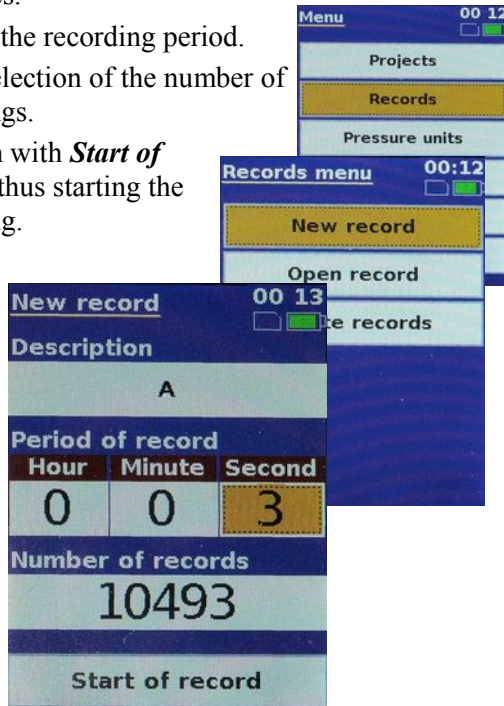 es.
the recording period.
election of the number of
ngs.
n with Start of
thus starting the
g.
Menu 00 12
Projects
Records
Pressure units
Records menu 00:12
New record
Open record
te records
New record 00 13
Description
A
Period of record
Hour Minute Second
0 0 3
Number of records
10493
Start of record